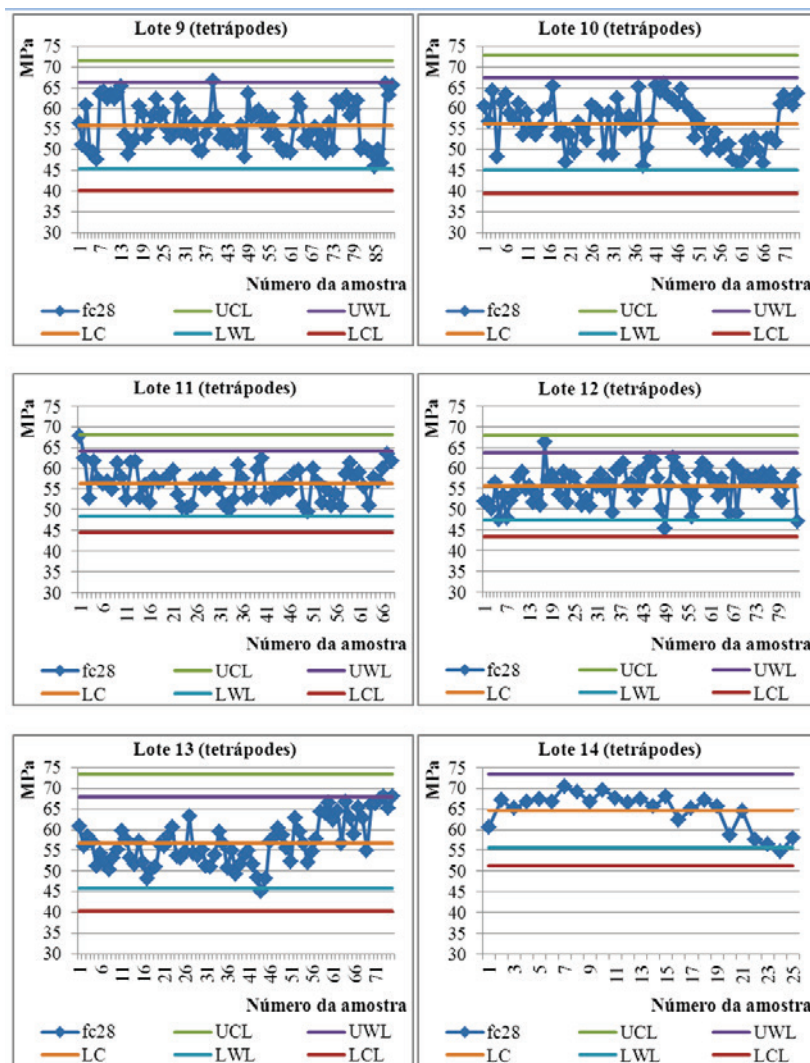 Lote 9 (tetrápodes)
MPa
75
70
65
60
55
50
45
40
35
30
1 7 13 19 25 31 37 43 49 55 61 67 73 79 85
Número da amostra
fc28 UCL UWL
LC LWL LCL
Lote 10 (tetrápodes)
MPa
75
70
65
60
55
50
45
40
35
30
1 6 11 16 21 26 31 36 41 46 51 56 61 66 71
Número da amostra
fc28 UCL UWL
LC LWL LCL
Lote 11 (tetrápodes)
MPa
75
70
65
60
55
50
45
40
35
30
1 6 11 16 21 26 31 36 41 46 51 56 61 66
Número da amostra
fc28 UCL UWL
LC LWL LCL
Lote 12 (tetrápodes)
MPa
75
70
65
60
55
50
45
40
35
30
1 7 13 19 25 31 37 43 49 55 61 67 73 79
Número da amostra
fc28 UCL UWL
LC LWL LCL
Lote 13 (tetrápodes)
MPa
75
70
65
60
55
50
45
40
35
30
1 6 11 16 21 26 31 36 41 46 51 56 61 66 71
Número da amostra
fc28 UCL UWL
LC LWL LCL
Lote 14 (tetrápodes)
MPa
75
70
65
60
55
50
45
40
35
30
1 3 5 7 9 11 13 15 17 19 21 23 25
Número da amostra
fc28 UCL UWL
LC LWL LCL